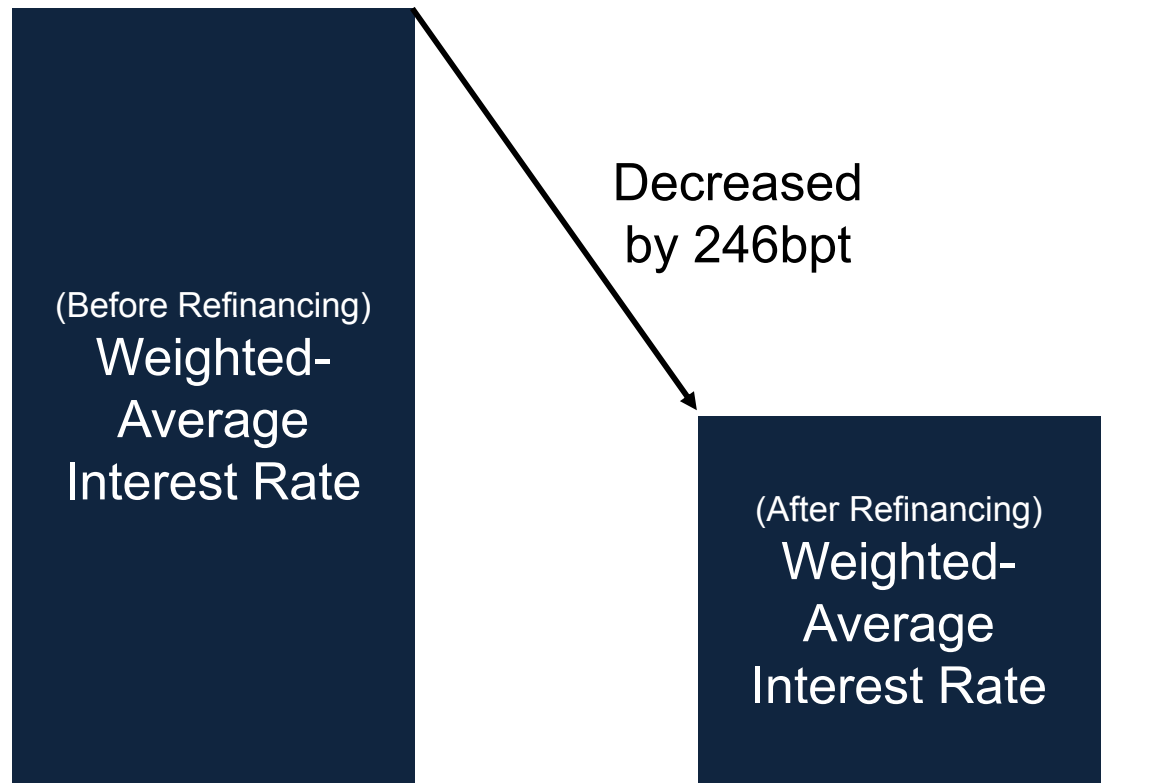 (Before Refinancing)
Weighted-
Average
Interest Rate
Decreased
by 246bpt
(After Refinancing)
Weighted-
Average
Interest Rate